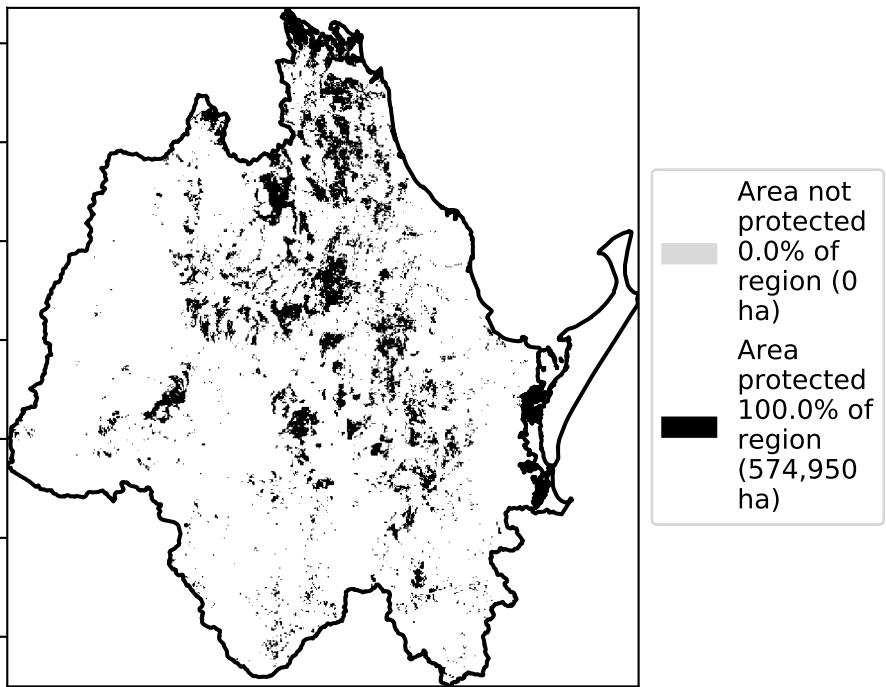 Area not
protected
0.0% of
region (0
ha)
Area
protected
100.0% of
region
(574,950
ha)